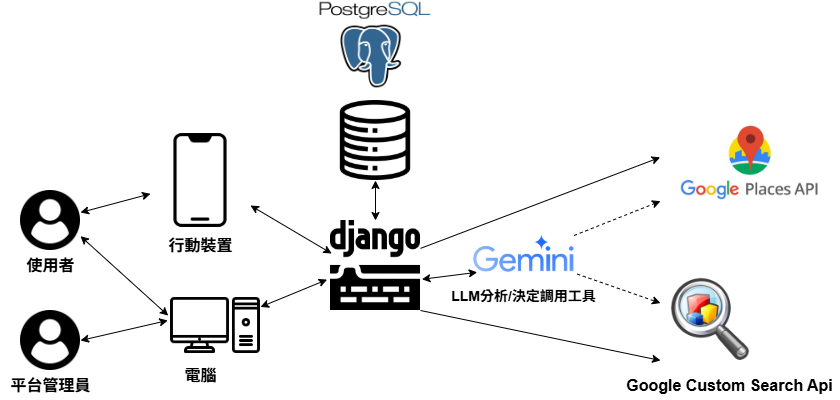 PostgreSQL
行動裝置
使用者
django
Gemini
LLM分析/決定調用工具
Google Places API
電腦
平台管理員
Google Custom Search Api